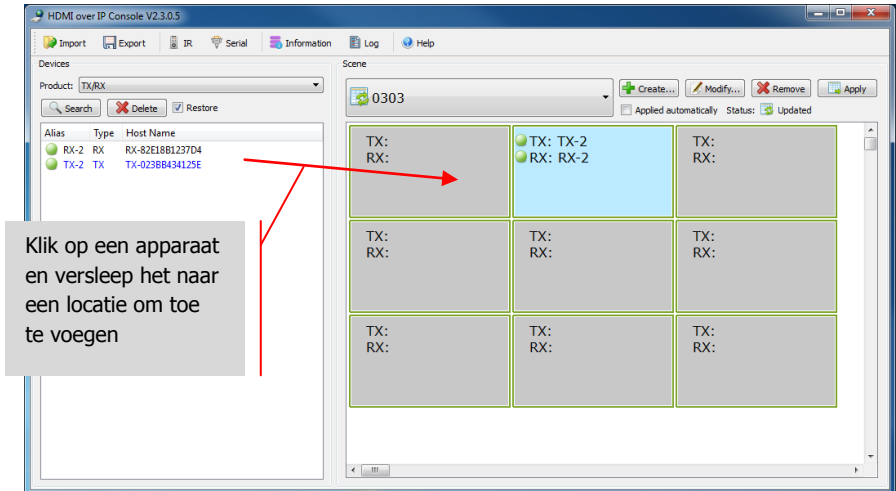 HDMI over IP Console V2.3.0.5
Import Export IR Serial Information Log Help
Devices
Product: TX/RX
Search Delete Restore
Alias Type Host Name
RX-2 RX RX-82E18B1237D4
TX-2 TX TX-023BB434125E
Klik op een apparaat
en versleep het naar
een locatie om toe
te voegen
Scene
0303
Create... Modify... Remove Apply
Applied automatically Status: Updated
TX: TX: TX-2 TX:
RX: RX: RX-2 RX:
TX: TX: TX:
RX: RX: RX:
TX: TX: TX:
RX: RX: RX: